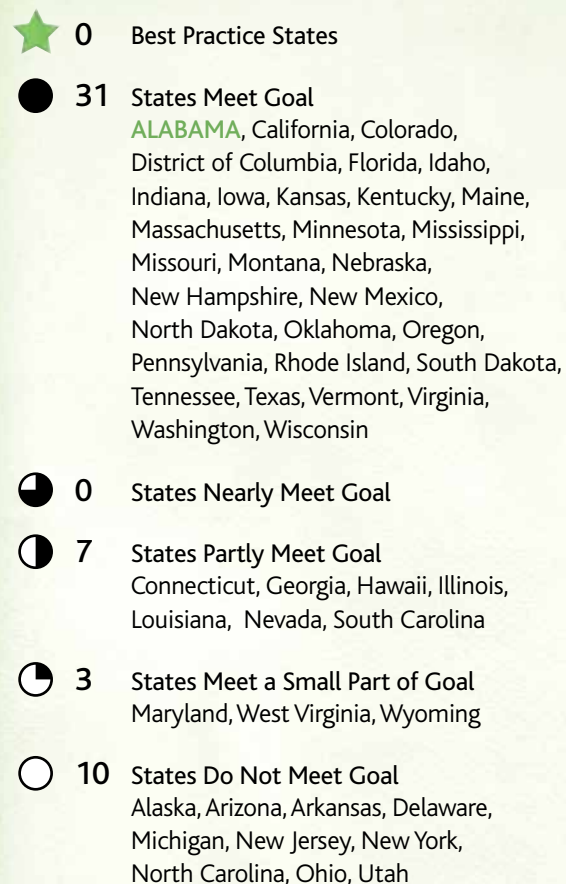 0 Best Practice States
31 States Meet Goal
ALABAMA, California, Colorado,
District of Columbia, Florida, Idaho,
Indiana, Iowa, Kansas, Kentucky, Maine,
Massachusetts, Minnesota, Mississippi,
Missouri, Montana, Nebraska,
New Hampshire, New Mexico,
North Dakota, Oklahoma, Oregon,
Pennsylvania, Rhode Island, South Dakota,
Tennessee, Texas, Vermont, Virginia,
Washington, Wisconsin
0 States Nearly Meet Goal
7 States Partly Meet Goal
Connecticut, Georgia, Hawaii, Illinois,
Louisiana, Nevada, South Carolina
3 States Meet a Small Part of Goal
Maryland, West Virginia, Wyoming
10 States Do Not Meet Goal
Alaska, Arizona, Arkansas, Delaware,
Michigan, New Jersey, New York,
North Carolina, Ohio, Utah